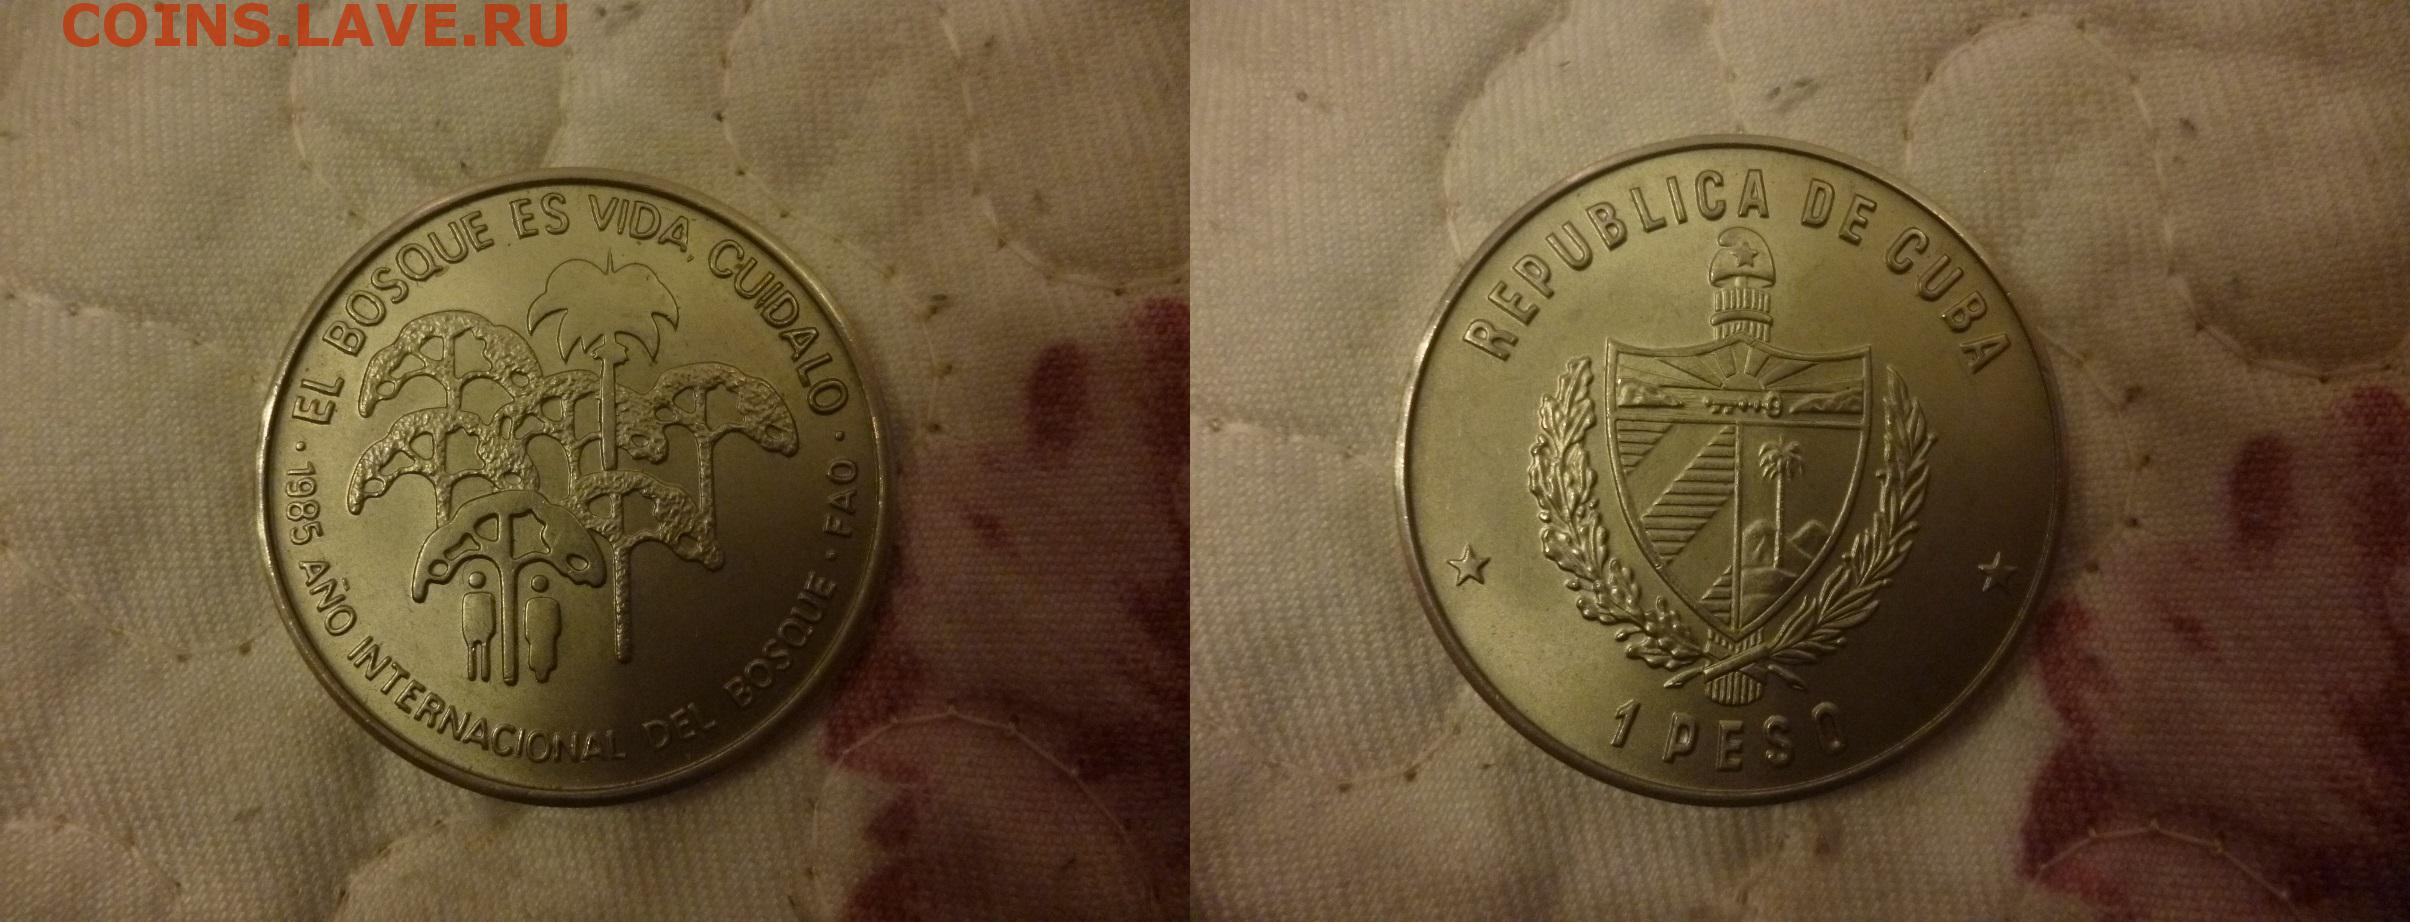 COINS.LAVE.RU
EL BOSQUE ES VIDA, CUIDALO
· 1985 AÑO INTERNACIONAL DEL BOSQUE · FAO ·
REPUBLICA DE CUBA
1 PESO